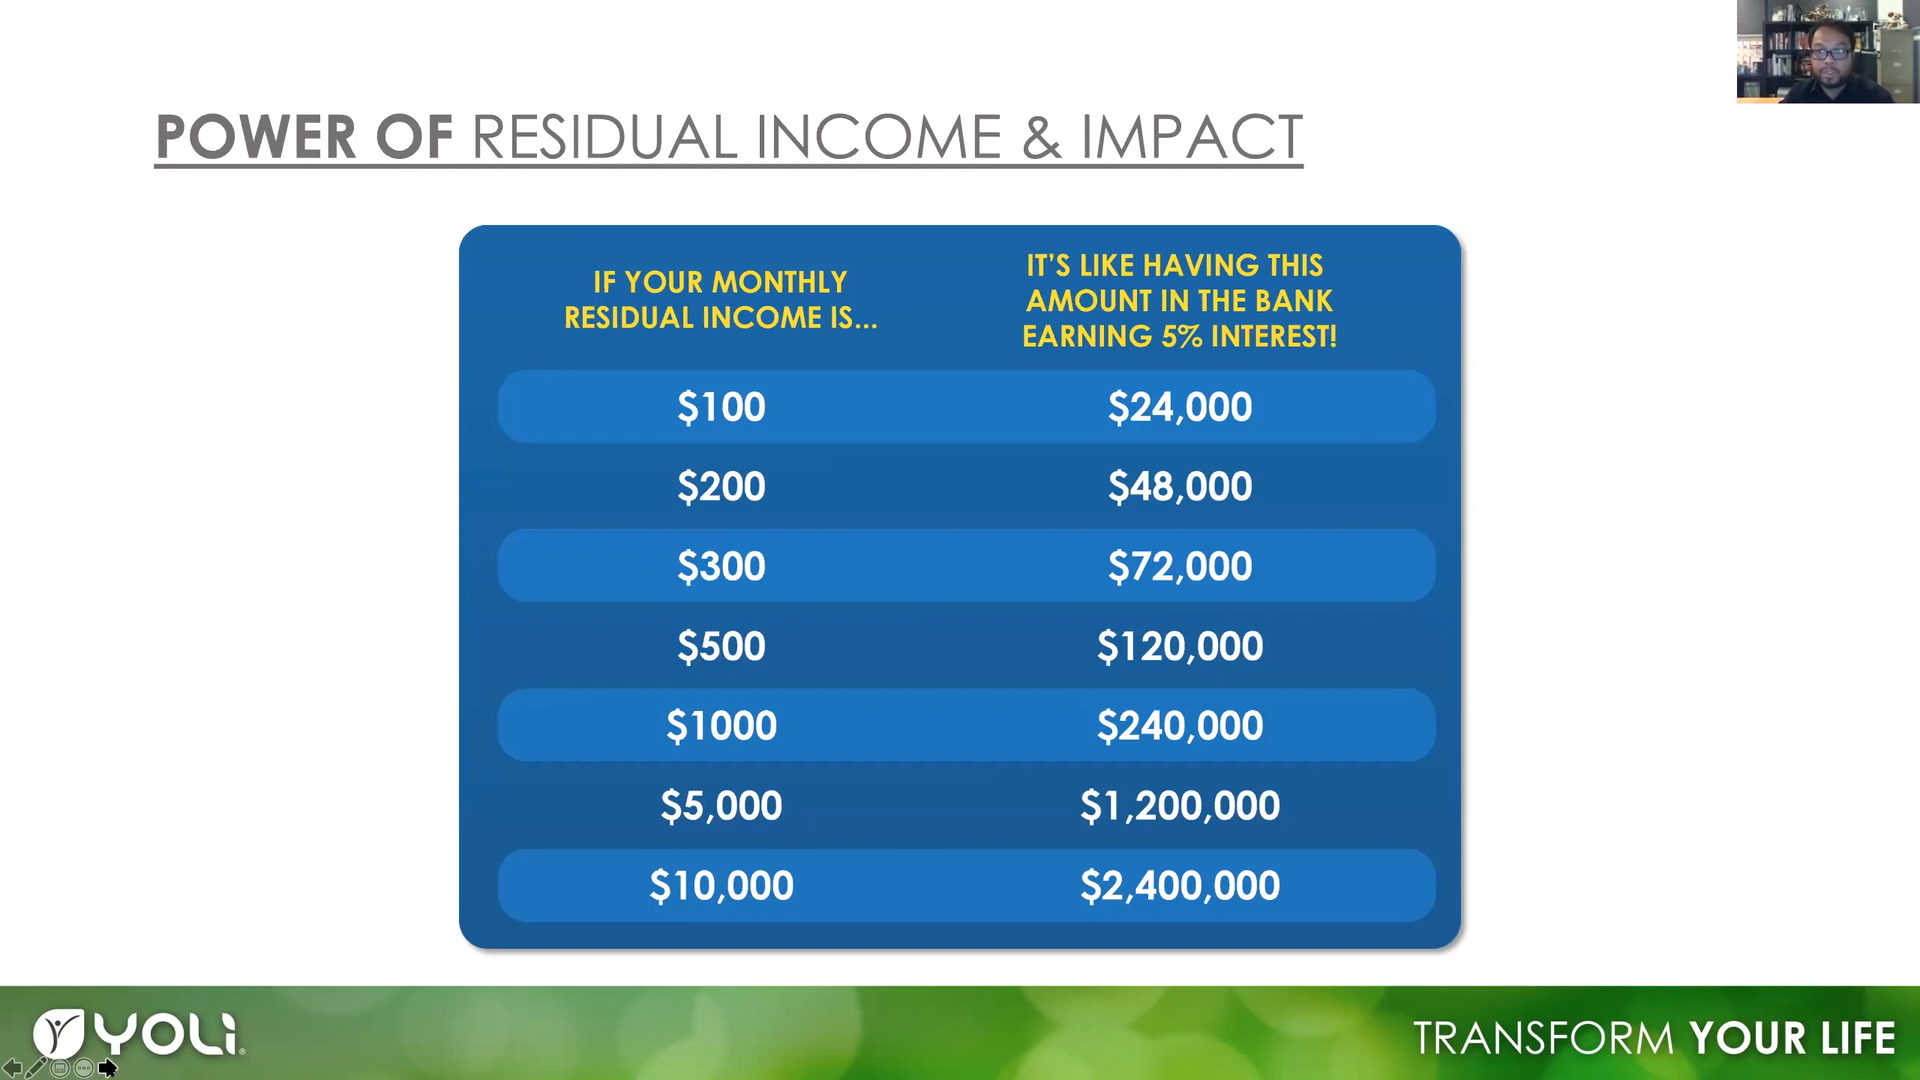 POWER OF RESIDUAL INCOME & IMPACT
IF YOUR MONTHLY
RESIDUAL INCOME IS...
IT'S LIKE HAVING THIS
AMOUNT IN THE BANK
EARNING 5% INTEREST!
$100 $24,000
$200 $48,000
$300 $72,000
$500 $120,000
$1000 $240,000
$5,000 $1,200,000
$10,000 $2,400,000
YOLi®
TRANSFORM YOUR LIFE